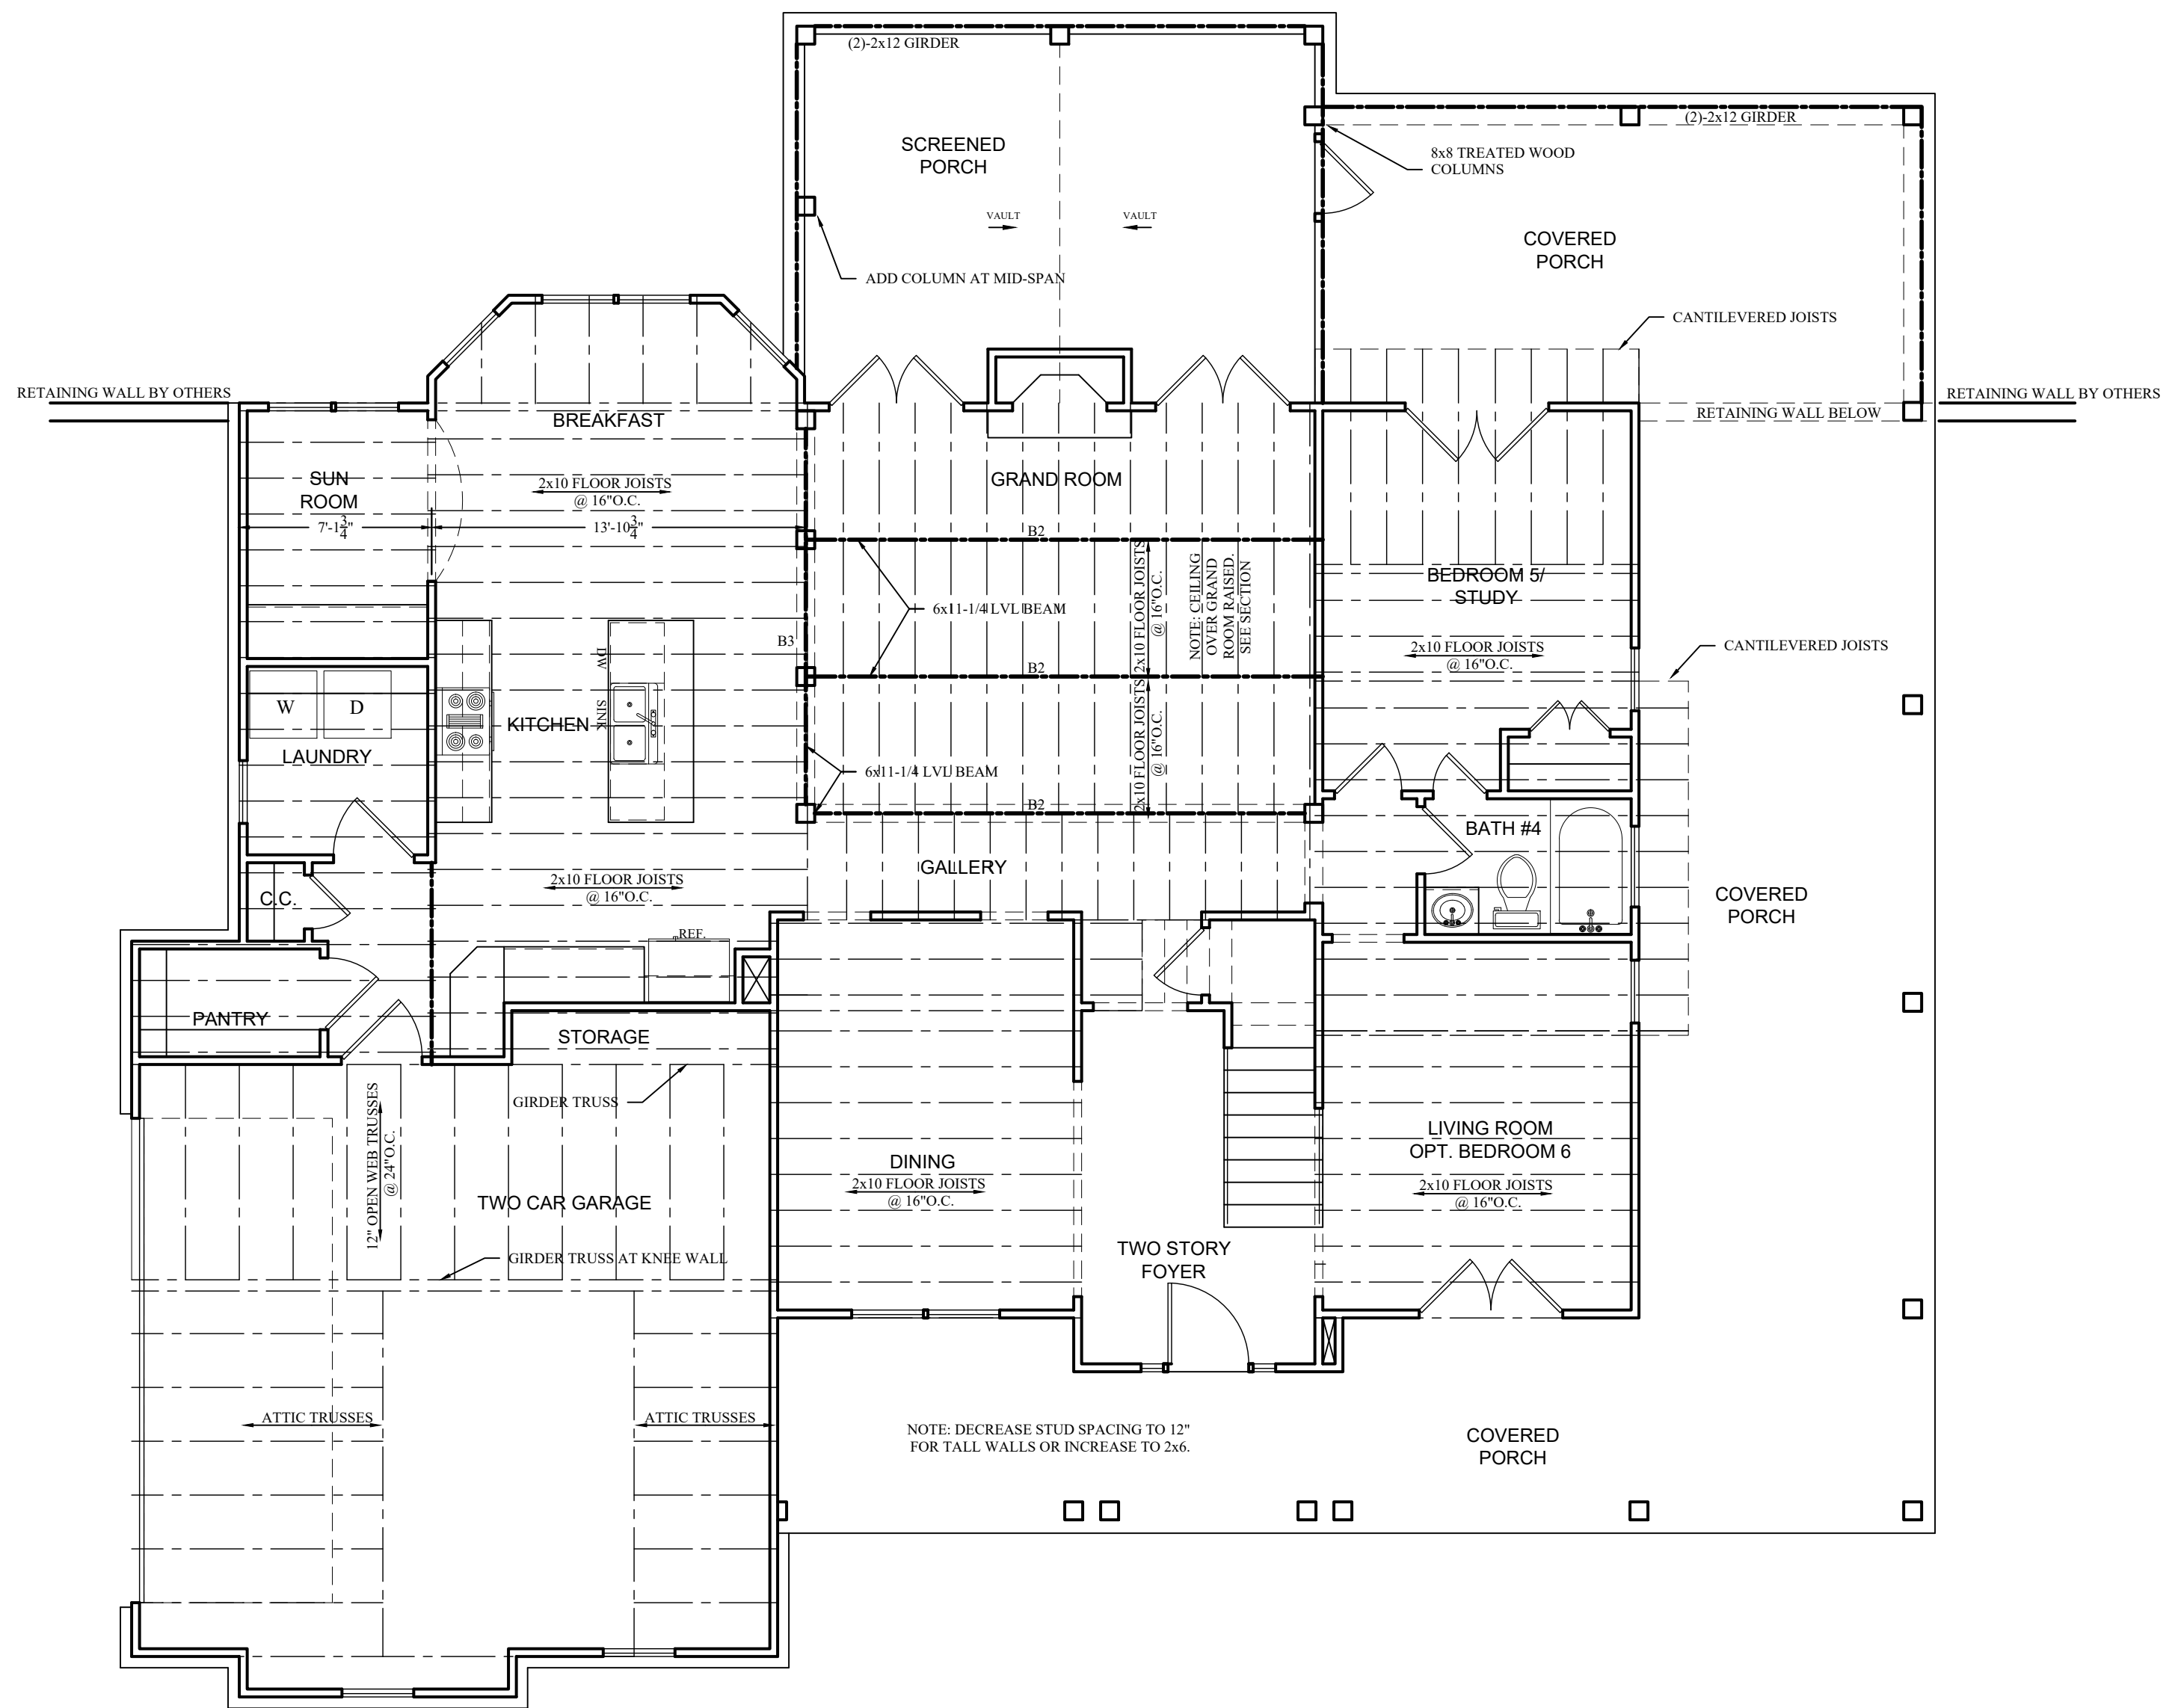 (2)-2x12 GIRDER
(2)-2x12 GIRDER
SCREENED
PORCH
8x8 TREATED WOOD
COLUMNS
VAULT
VAULT
COVERED
PORCH
ADD COLUMN AT MID-SPAN
CANTILEVERED JOISTS
RETAINING WALL BY OTHERS
RETAINING WALL BY OTHERS
RETAINING WALL BELOW
BREAKFAST
SUN
ROOM
2x10 FLOOR JOISTS
@ 16"O.C.
GRAND ROOM
7'-1 3/4"
13'-10 3/4"
B2
2x10 FLOOR JOISTS
@ 16"O.C.
NOTE: CEILING
OVER GRAND
ROOM RAISED.
SEE SECTION
BEDROOM 5/
STUDY
6x11-1/4 LVL BEAM
B3
2x10 FLOOR JOISTS
@ 16"O.C.
CANTILEVERED JOISTS
DW
B2
W
D
SINK
KITCHEN
LAUNDRY
2x10 FLOOR JOISTS
@ 16"O.C.
6x11-1/4 LVL BEAM
B2
BATH #4
GALLERY
2x10 FLOOR JOISTS
@ 16"O.C.
C.C.
COVERED
PORCH
REF.
PANTRY
STORAGE
GIRDER TRUSS
12" OPEN WEB TRUSSES
@ 24"O.C.
DINING
2x10 FLOOR JOISTS
@ 16"O.C.
LIVING ROOM
OPT. BEDROOM 6
2x10 FLOOR JOISTS
@ 16"O.C.
TWO CAR GARAGE
GIRDER TRUSS AT KNEE WALL
TWO STORY
FOYER
ATTIC TRUSSES
ATTIC TRUSSES
NOTE: DECREASE STUD SPACING TO 12"
FOR TALL WALLS OR INCREASE TO 2x6.
COVERED
PORCH